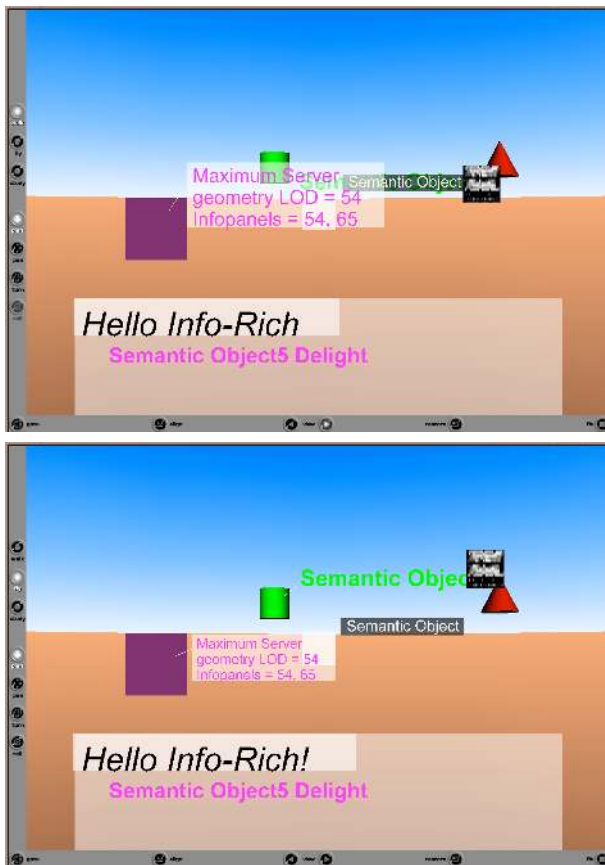 Maximum Server
geometry LOD = 54
Infopanels = 54, 65
Semantic Object
Hello Info-Rich
Semantic Object5 Delight
Semantic Objec
Semantic Object
Maximum Server
geometry LOD = 54
Infopanels = 54, 65
Hello Info-Rich!
Semantic Object5 Delight